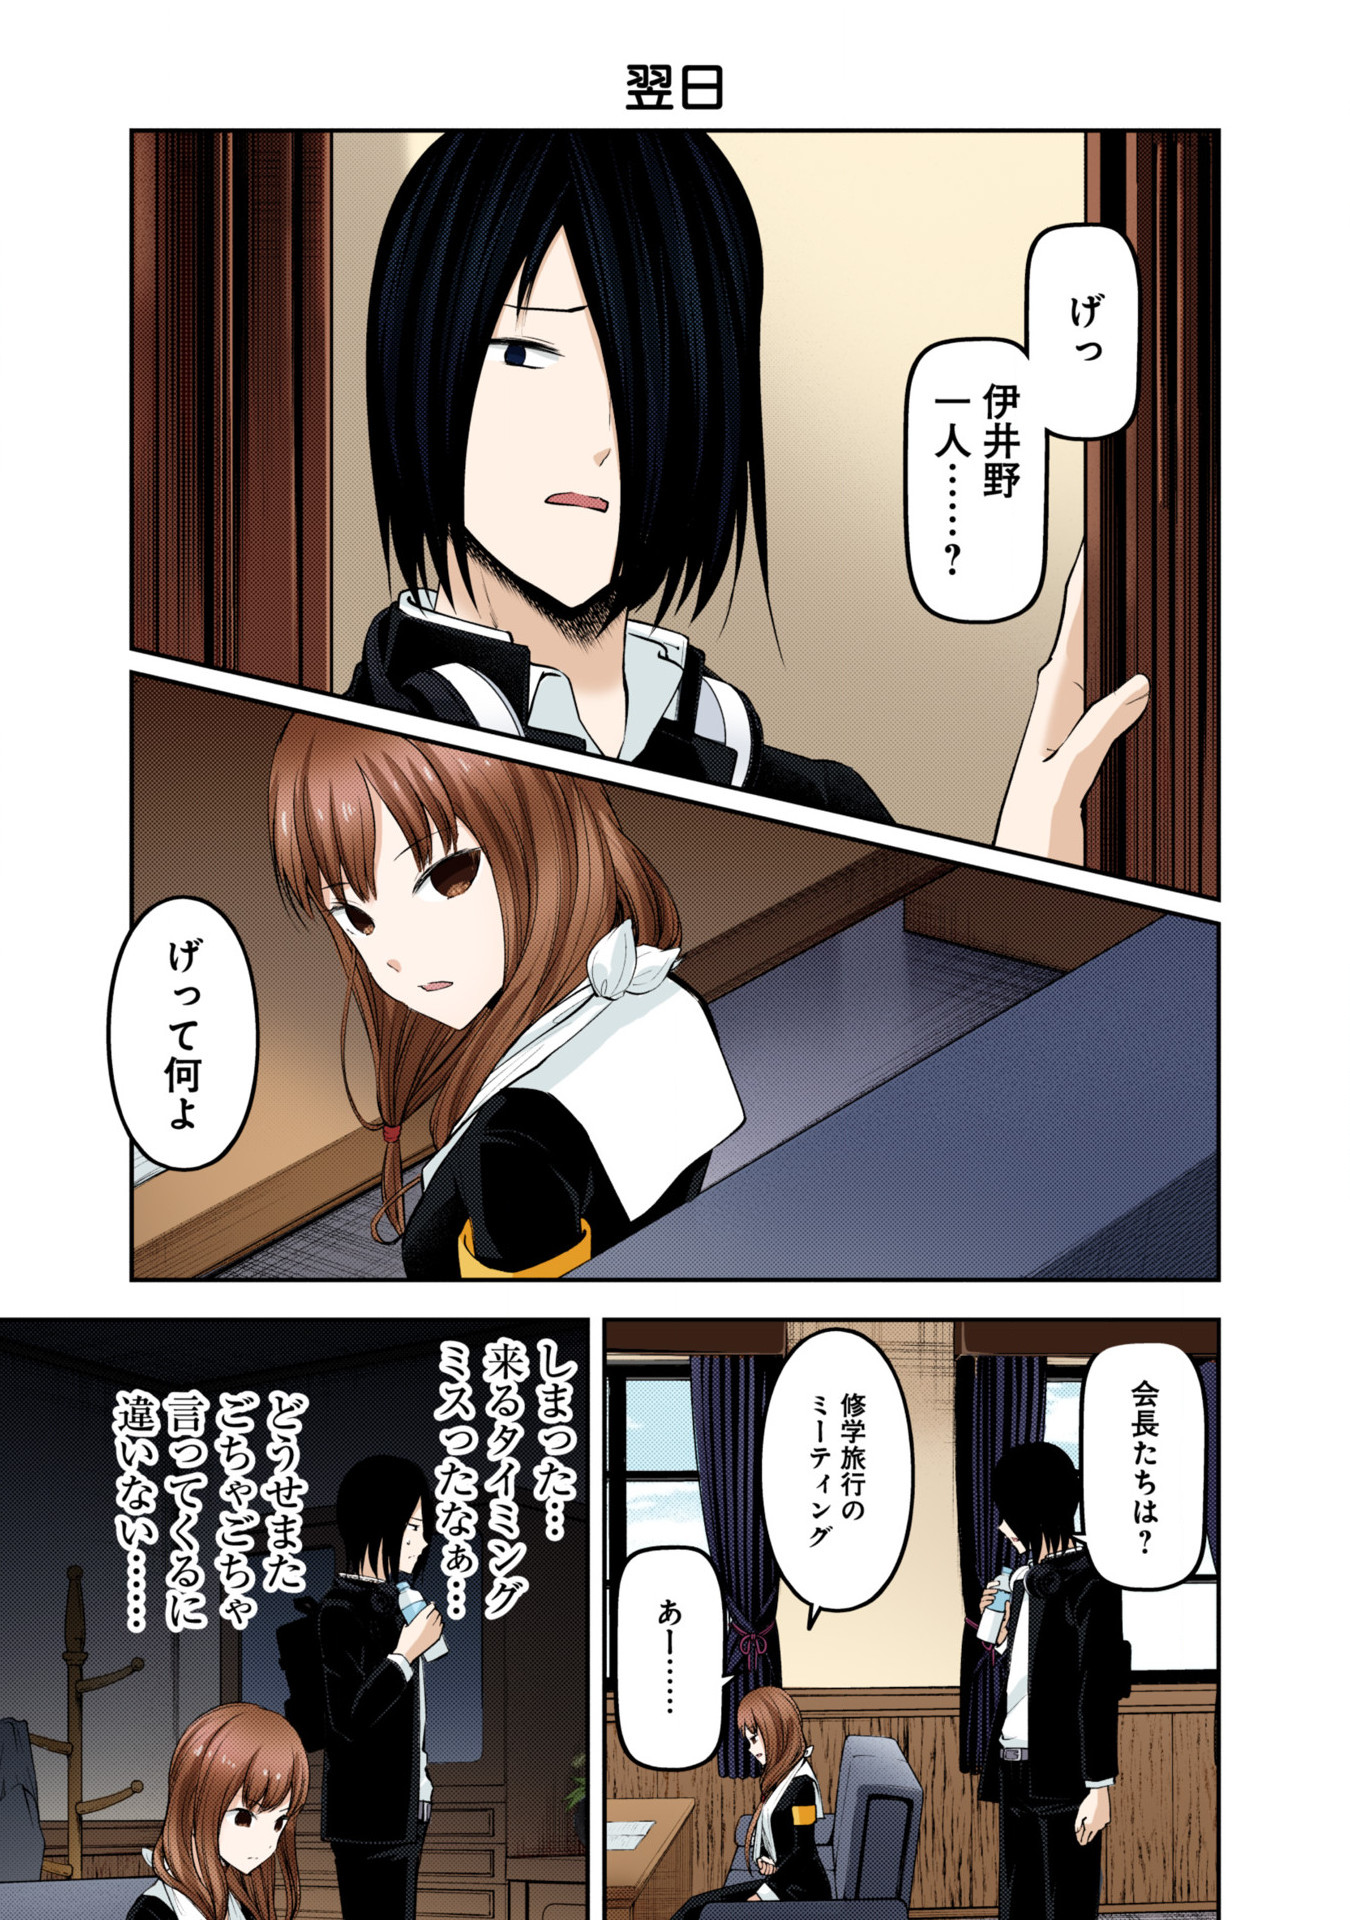 翌日
げっ
伊井野
一人………?
げって何よ
会長たちは?
修学旅行の
ミーティング
あー………
しまった…
来るタイミング
ミスったなぁ…
どうせまた
ごちゃごちゃ
言ってくるに
違いない………